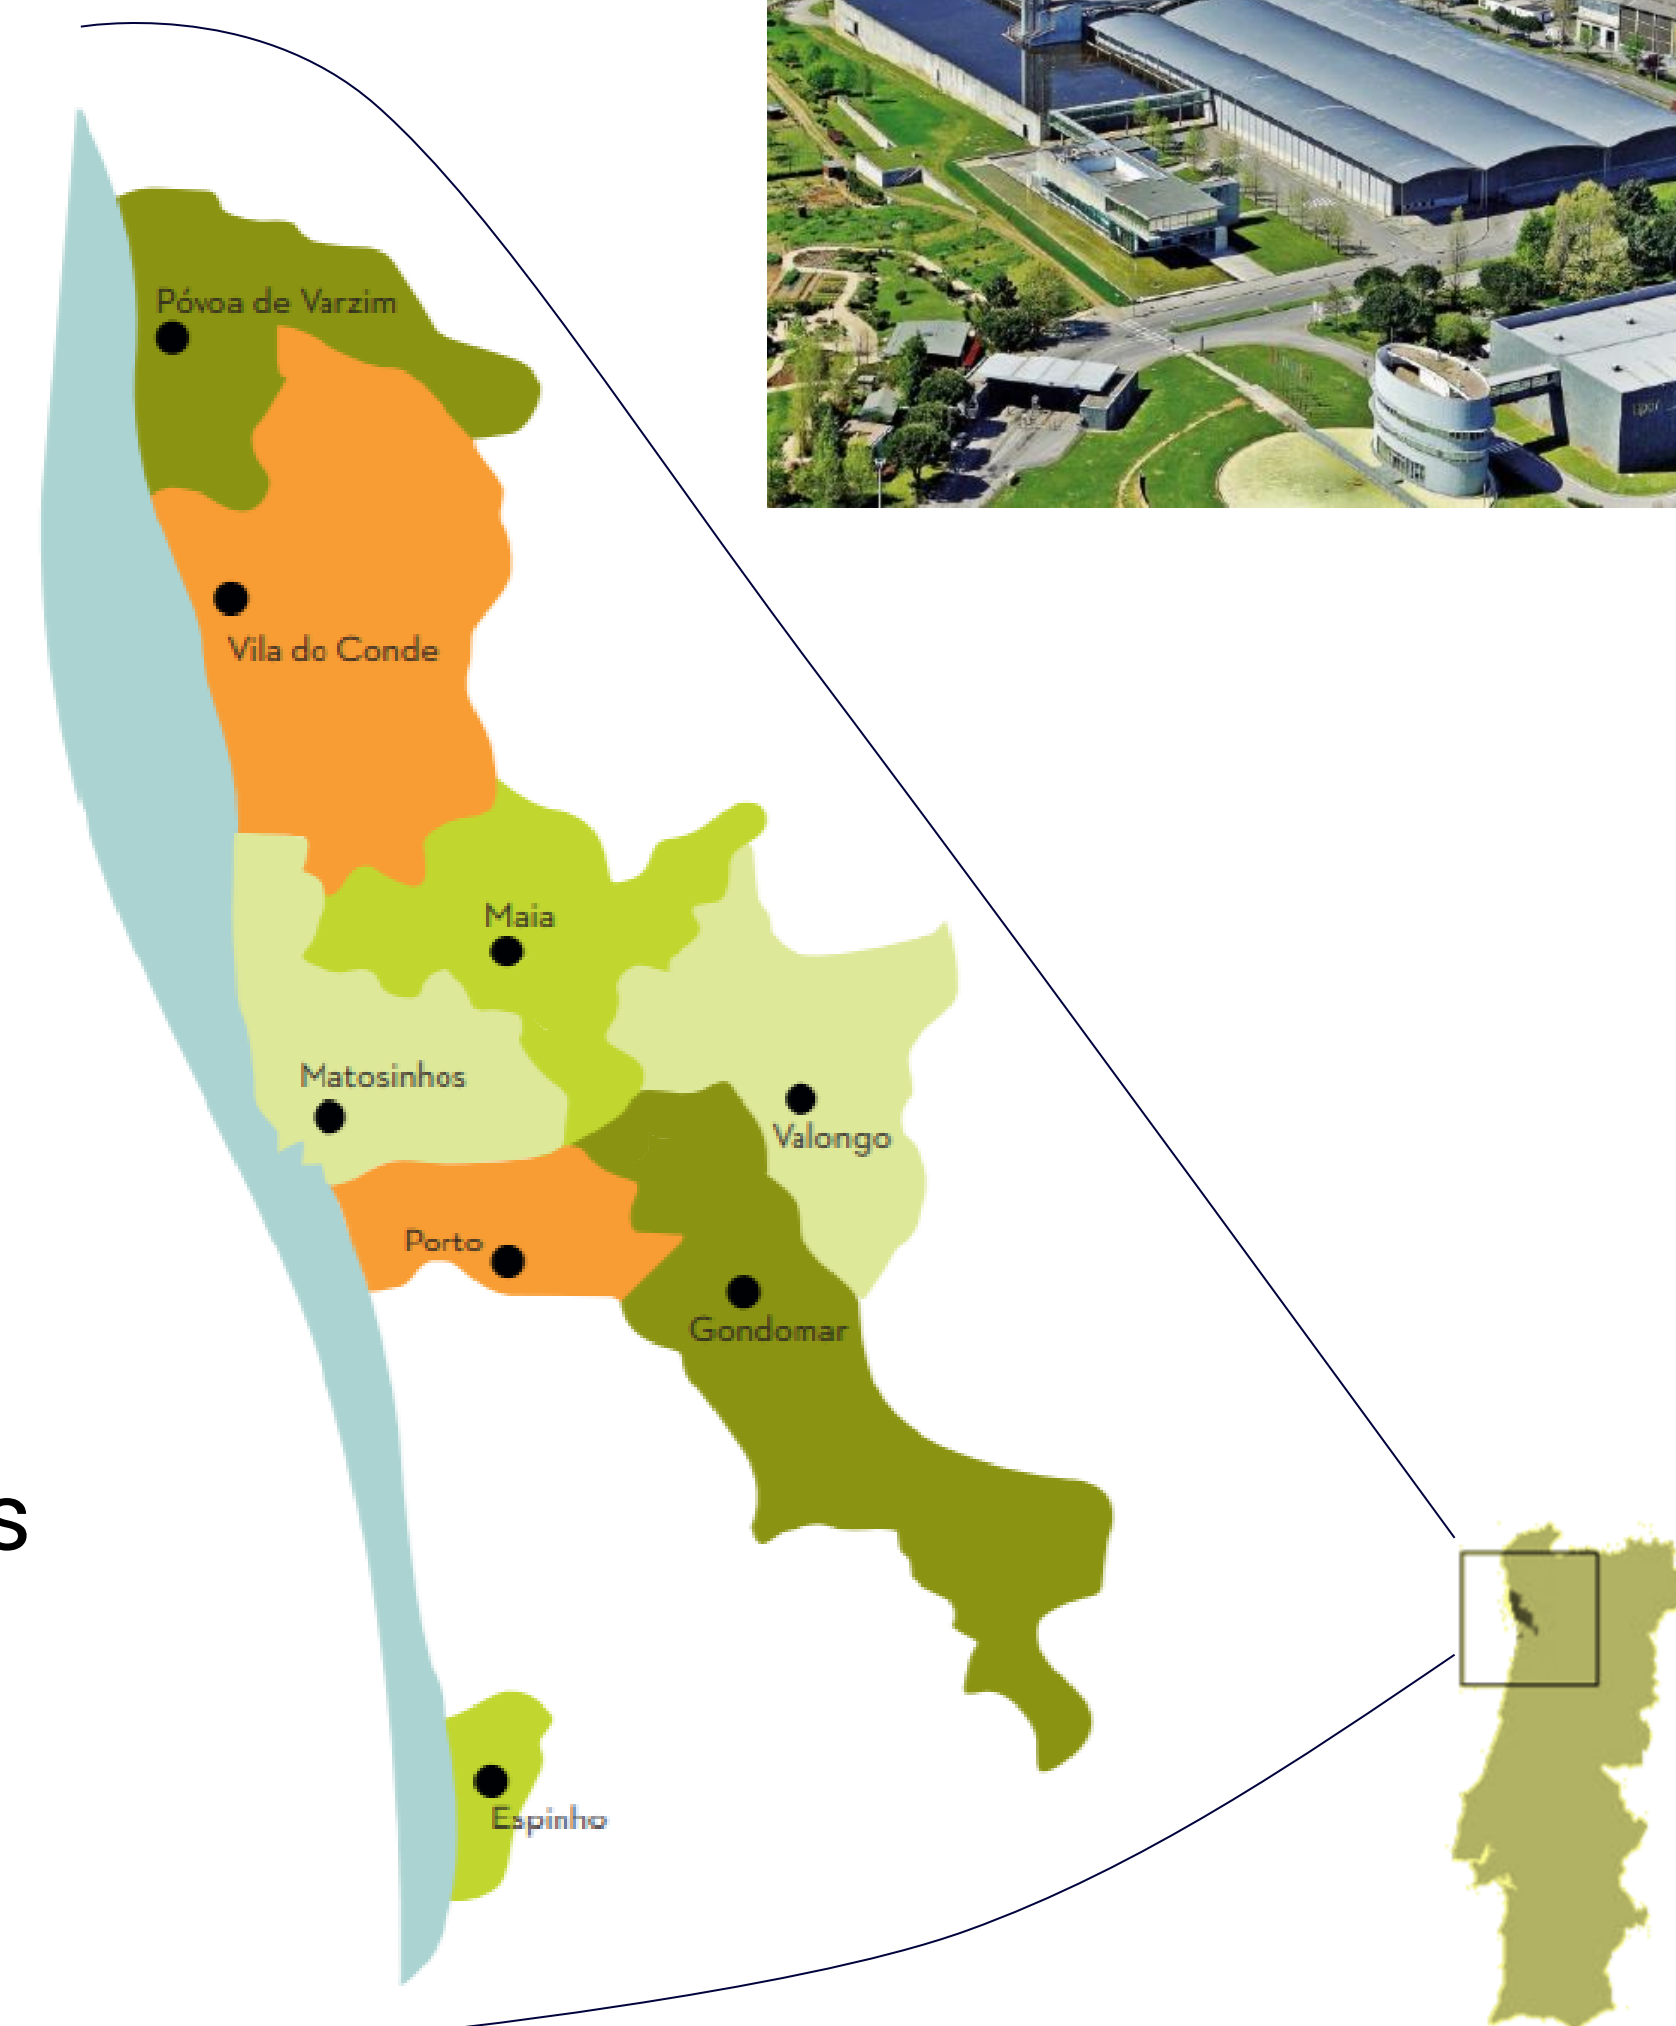 Póvoa de Varzim
Vila do Conde
Maia
Matosinhos
Valongo
Porto
Gondomar
s
Espinho